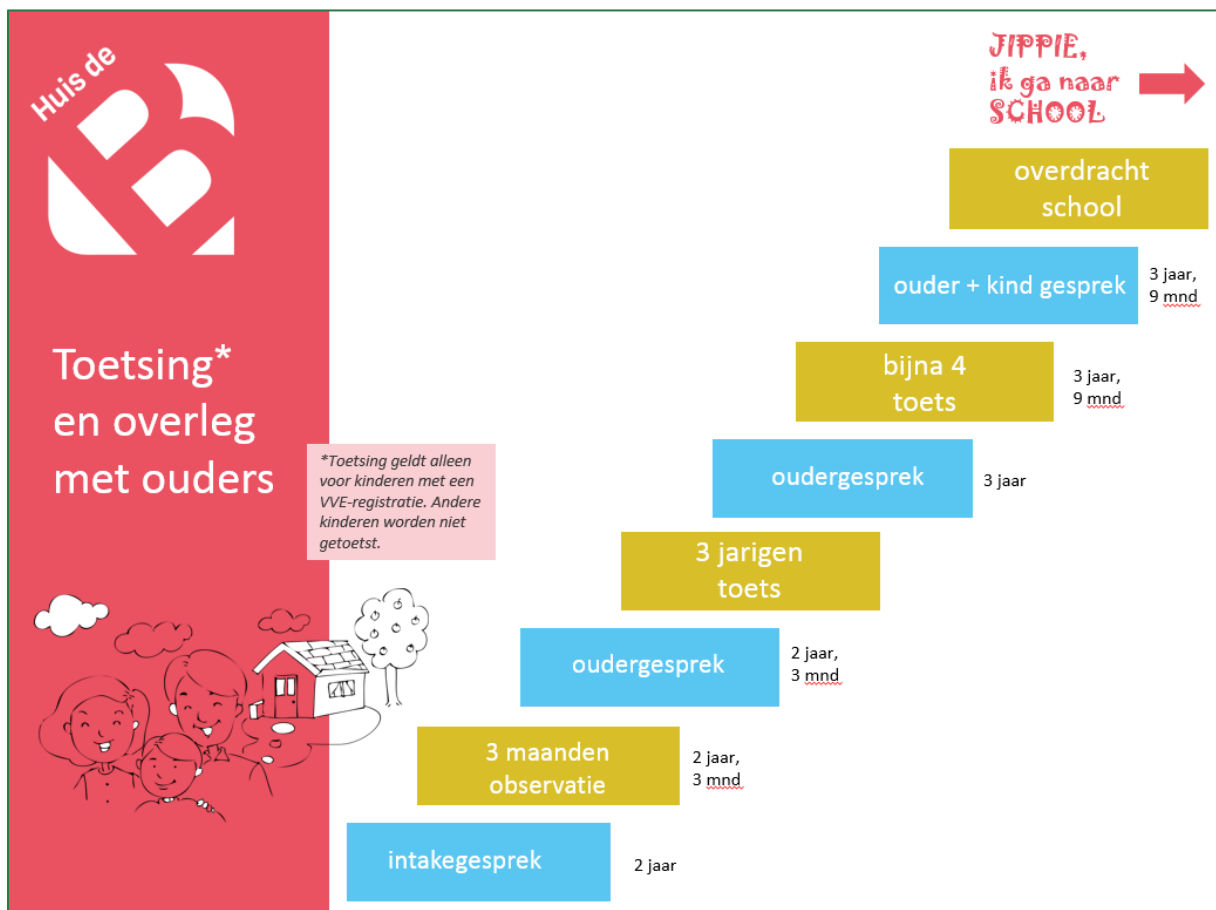 Huis de
B
JIPPIE,
ik ga naar
SCHOOL
overdracht
school
ouder + kind gesprek
3 jaar,
9 mnd
Toetsing*
en overleg
met ouders
bijna 4
toets
3 jaar,
9 mnd
*Toetsing geldt alleen
voor kinderen met een
VVE-registratie. Andere
kinderen worden niet
getoetst.
oudergesprek
3 jaar
3 jarigen
toets
oudergesprek
2 jaar,
3 mnd
3 maanden
observatie
2 jaar,
3 mnd
intakegesprek
2 jaar